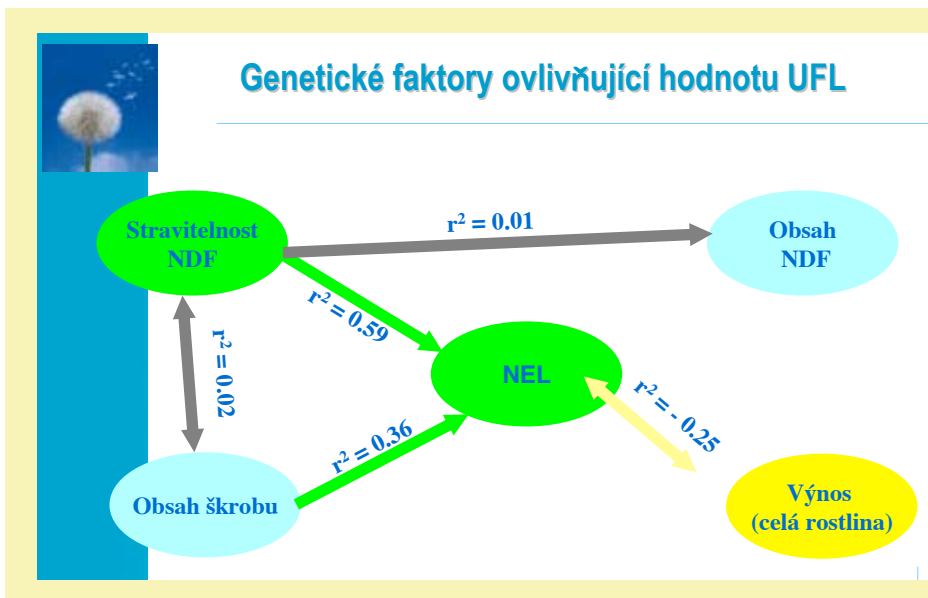 Genetické faktory ovlivňující hodnotu UFL
Stravitelnost
NDF
r² = 0.01
Obsah
NDF
r² = 0.59
r² = 0.02
NEL
r² = - 0.25
r² = 0.36
Obsah škrobu
Výnos
(celá rostlina)